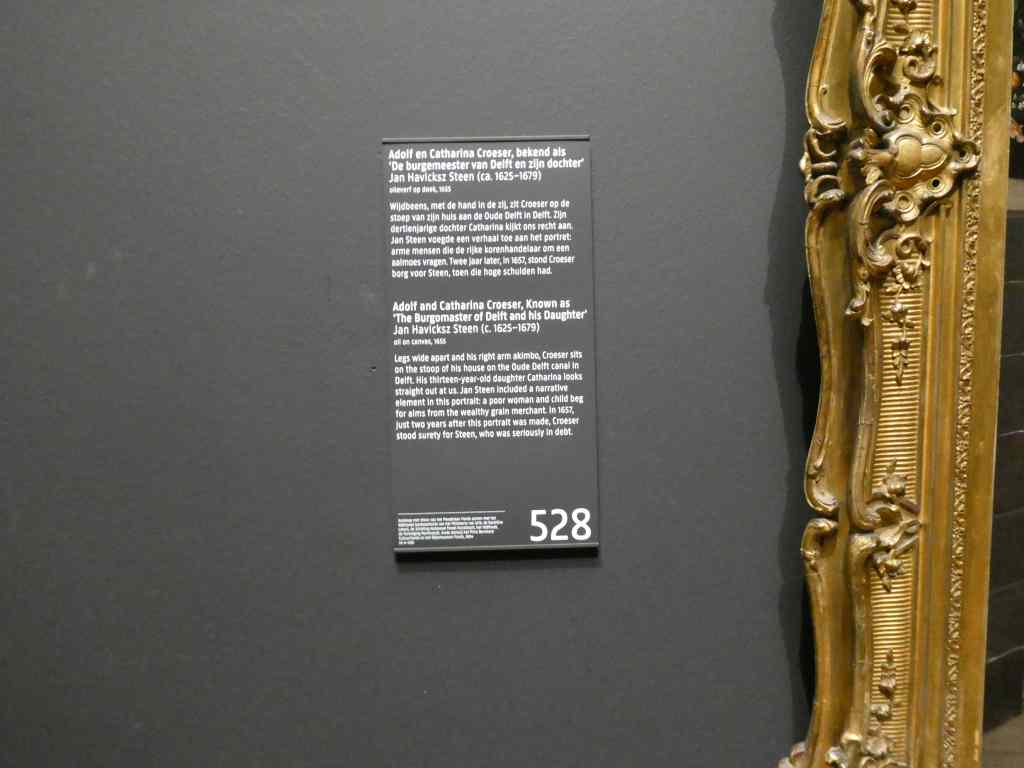 Adolf en Catharina Croeser, bekend als
'De burgemeester van Delft en zijn dochter'
Jan Havicksz Steen (ca. 1625–1679)
olieverf op doek, 1655
Wijdbeens, met de hand in de zij, zit Croeser op de
stoep van zijn huis aan de Oude Delft in Delft. Zijn
dertienjarige dochter Catharina kijkt ons recht aan.
Jan Steen voegde een verhaal toe aan het portret:
arme mensen die de rijke korenhandelaar om een
aalmoes vragen. Twee jaar later, in 1657, stond Croeser
borg voor Steen, toen die hoge schulden had.
Adolf and Catharina Croeser, Known as
'The Burgomaster of Delft and his Daughter'
Jan Havicksz Steen (c. 1625–1679)
oil on canvas, 1655
Legs wide apart and his right arm akimbo, Croeser sits
on the stoop of his house on the Oude Delft canal in
Delft. His thirteen-year-old daughter Catharina looks
straight out at us. Jan Steen included a narrative
element in this portrait: a poor woman and child beg
for alms from the wealthy grain merchant. In 1657,
just two years after this portrait was made, Croeser
stood surety for Steen, who was seriously in debt.
528